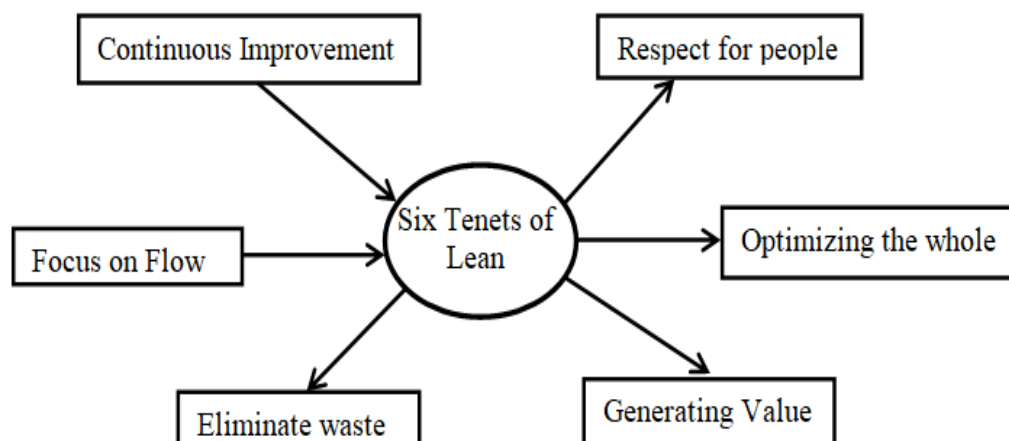 Continuous Improvement
Respect for people
Six Tenets of
Lean
Focus on Flow
Optimizing the whole
Eliminate waste
Generating Value